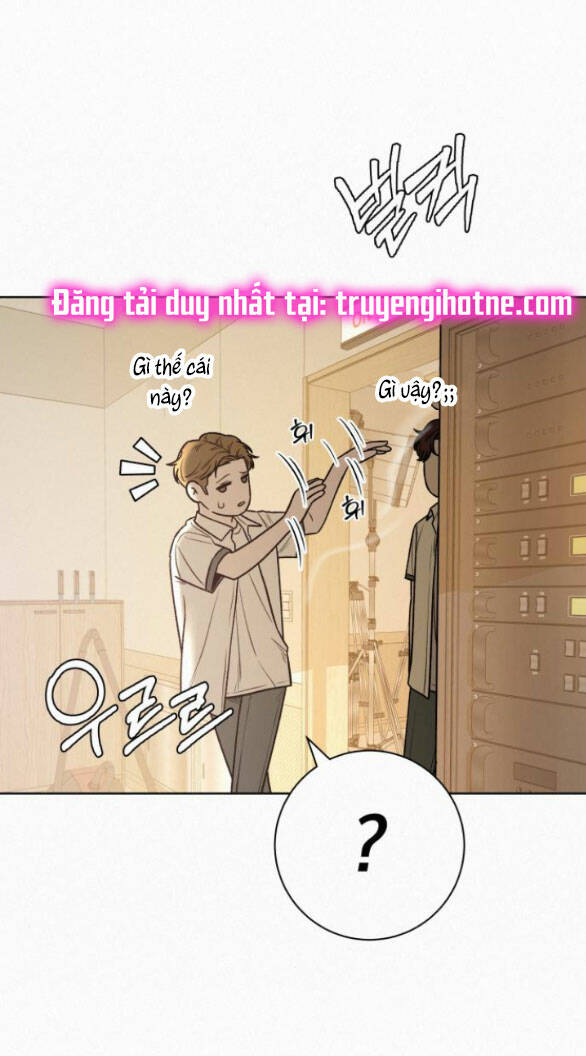 벌컥
Đăng tải duy nhất tại: truyengihotne.com
Gì thế cái
này?
Gì vậy?;;
휘
휘
우르르
?